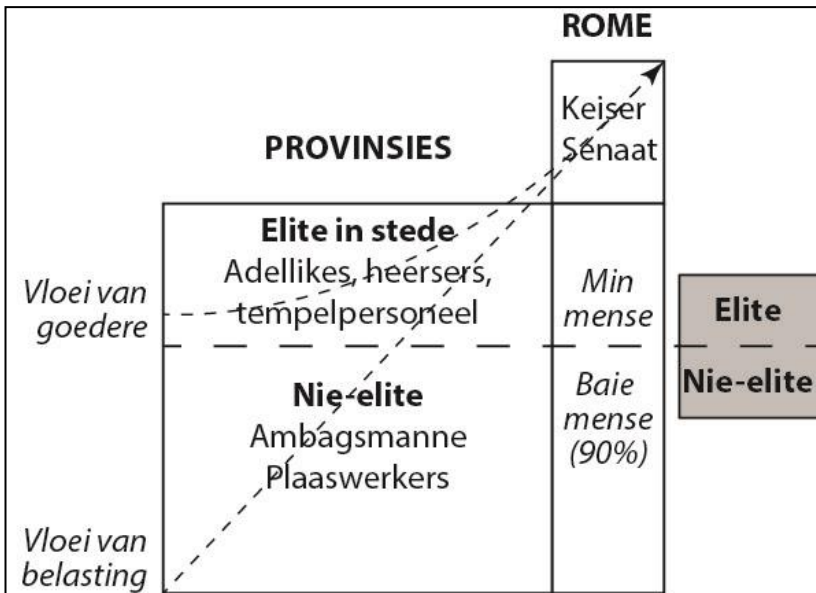 ROME
Keiser
Senaat
PROVINSIES
Elite in stede
Adellikes, heersers,
tempelpersoneel
Vloei van
goedere
Min
mense
Elite
Nie-elite
Nie-elite
Ambagsmanne
Plaaswerkers
Baie
mense
(90%)
Vloei van
belasting